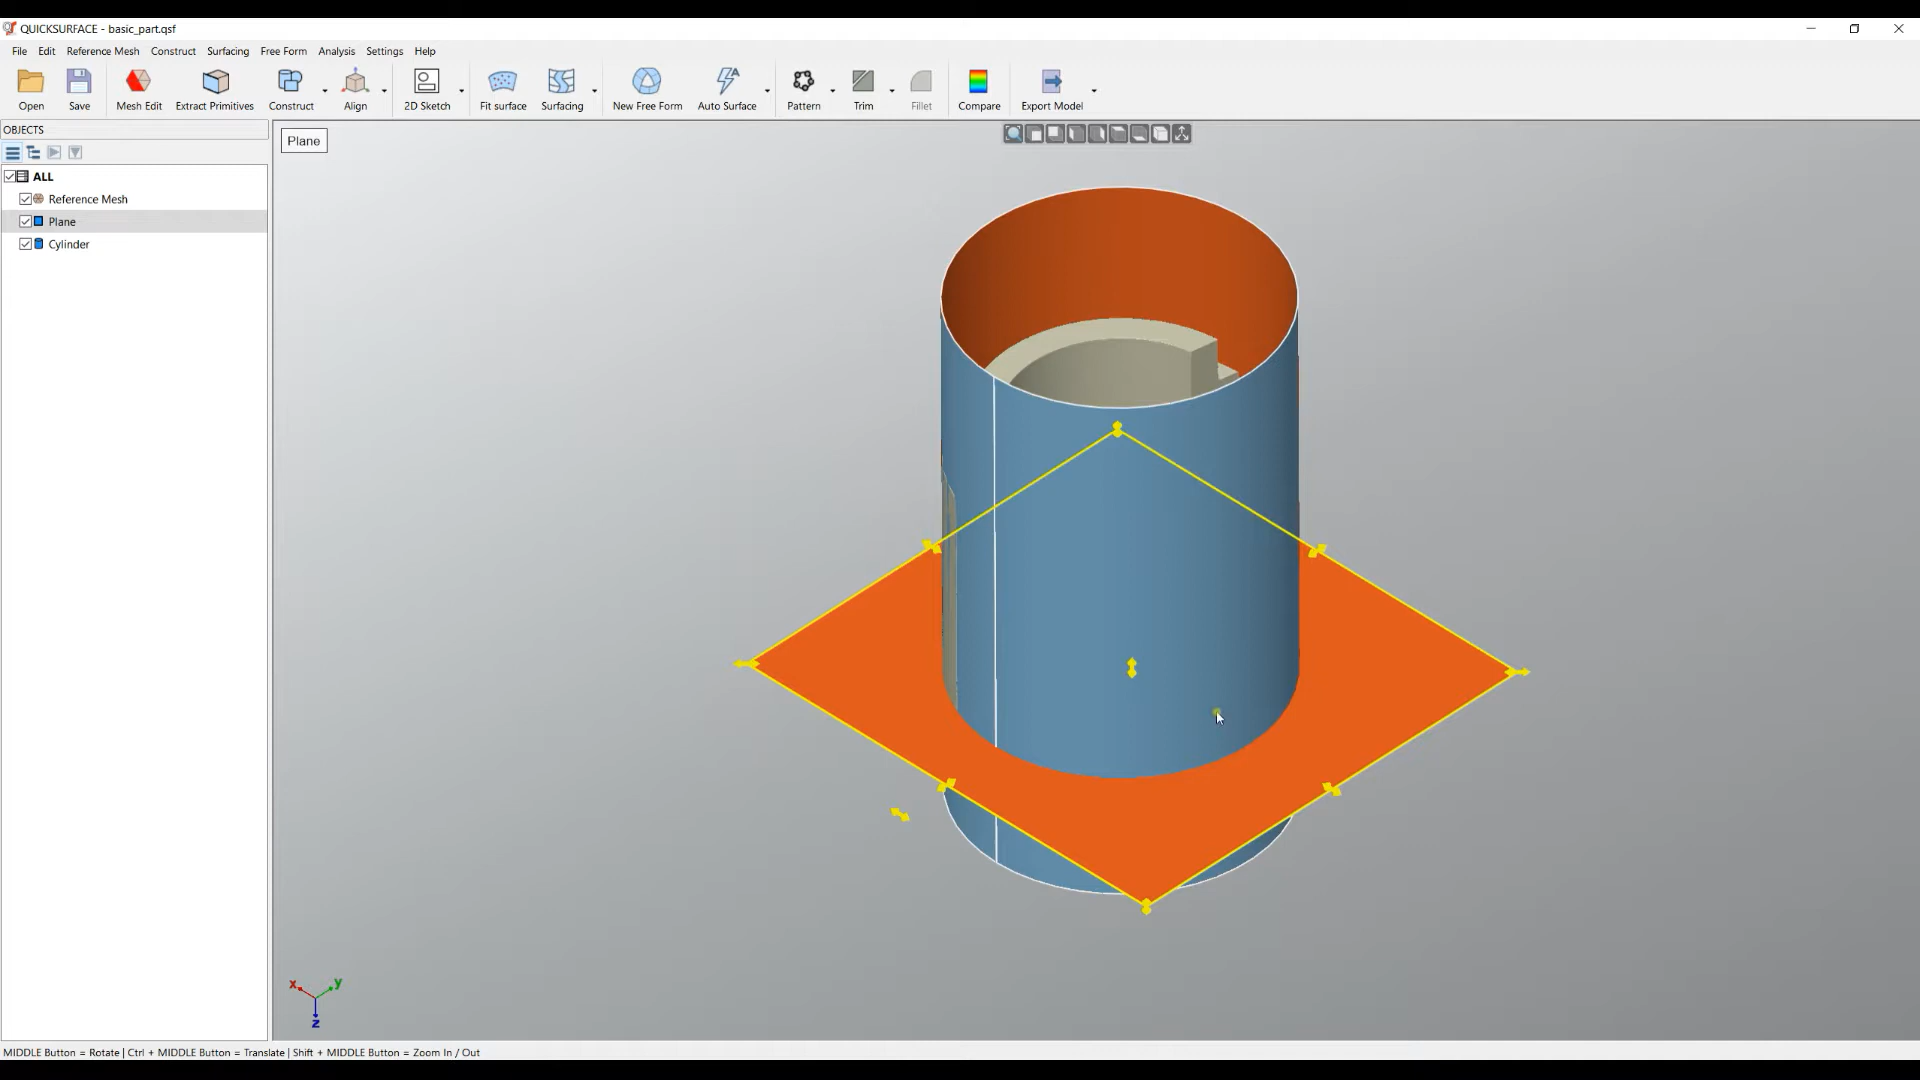 QUICKSURFACE - basic_part.qsf
File Edit Reference Mesh Construct Surfacing Free Form Analysis Settings Help
Open Save Mesh Edit Extract Primitives Construct Align 2D Sketch Fit surface Surfacing New Free Form Auto Surface Pattern Trim Fillet Compare Export Model
OBJECTS
Plane
ALL
Reference Mesh
Plane
Cylinder
x y
z
MIDDLE Button = Rotate | Ctrl + MIDDLE Button = Translate | Shift + MIDDLE Button = Zoom In / Out